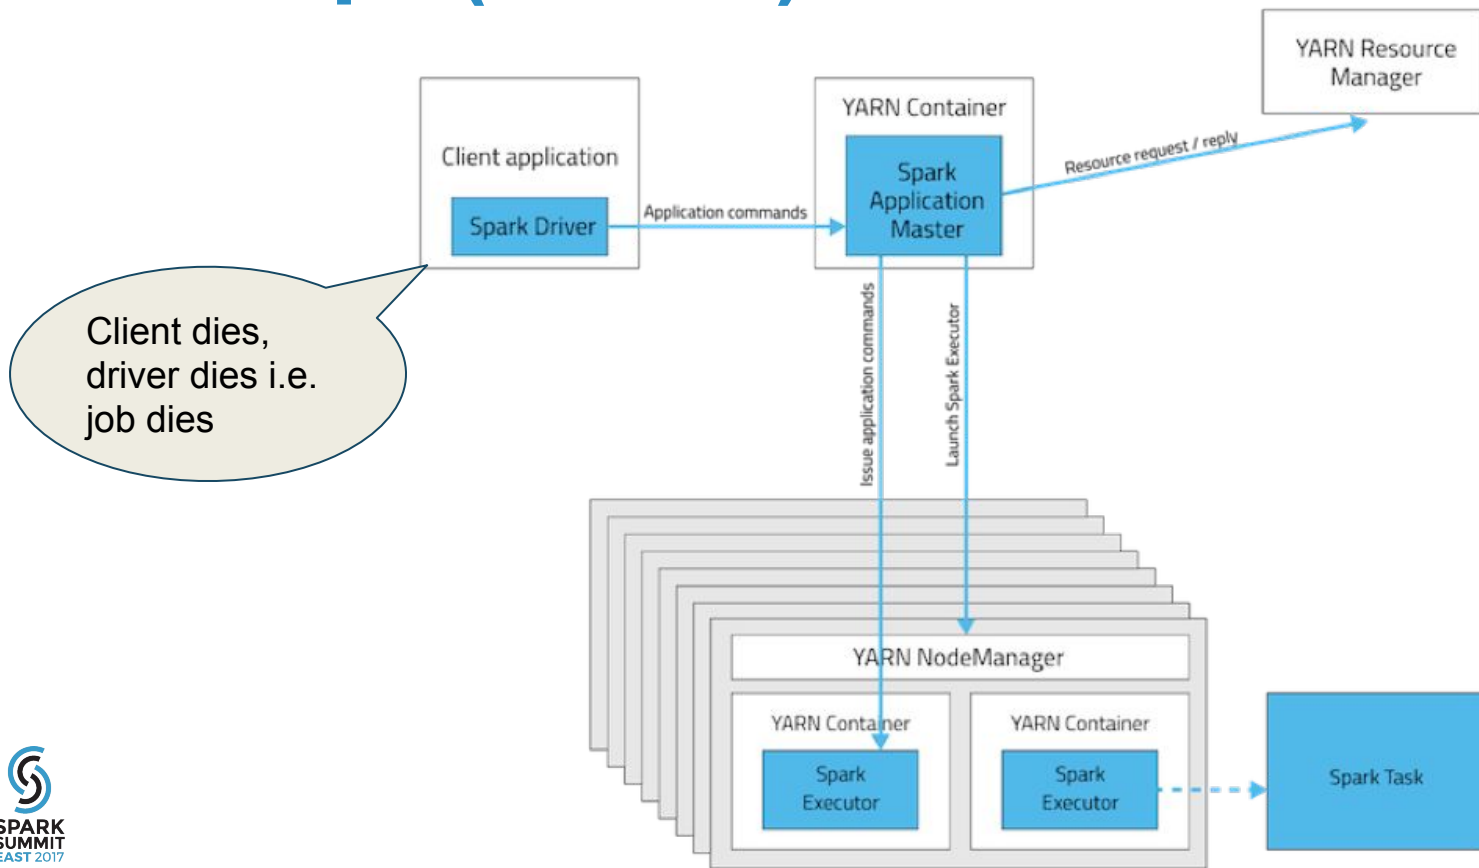 YARN Resource
Manager
YARN Container
Client application
Spark
Application
Master
Spark Driver
Application commands
Resource request / reply
Client dies,
driver dies i.e.
job dies
Issue application commands
Launch Spark Executor
YARN NodeManager
YARN Container
Spark
Executor
YARN Container
Spark
Executor
Spark Task
SPARK
SUMMIT
EAST 2017